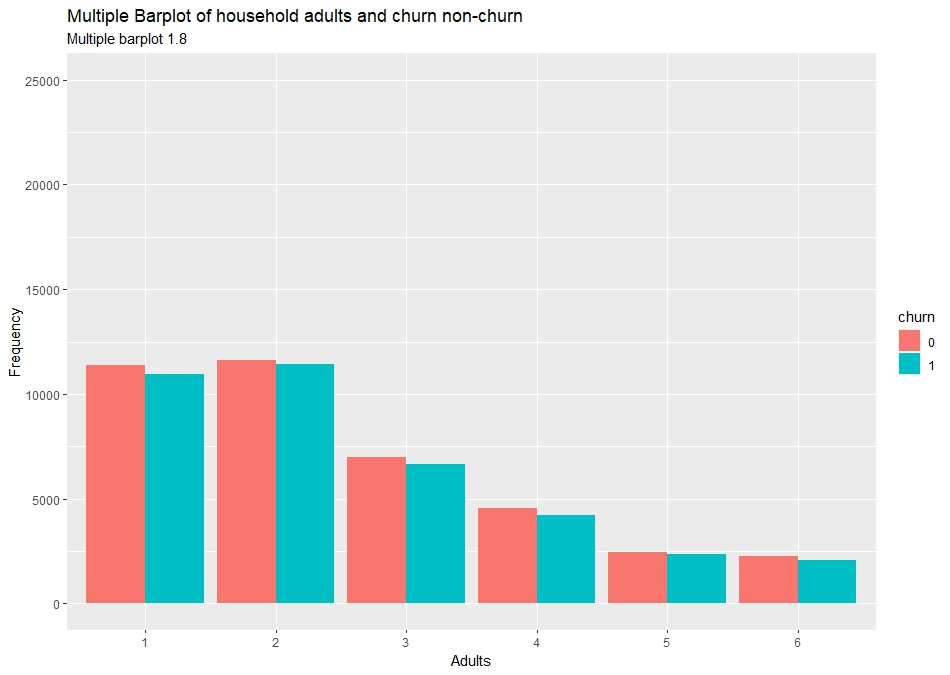 Multiple Barplot of household adults and churn non-churn
Multiple barplot 1.8
Frequency
25000
20000
15000
10000
5000
0
1 2 3 4 5 6
Adults
churn
0
1